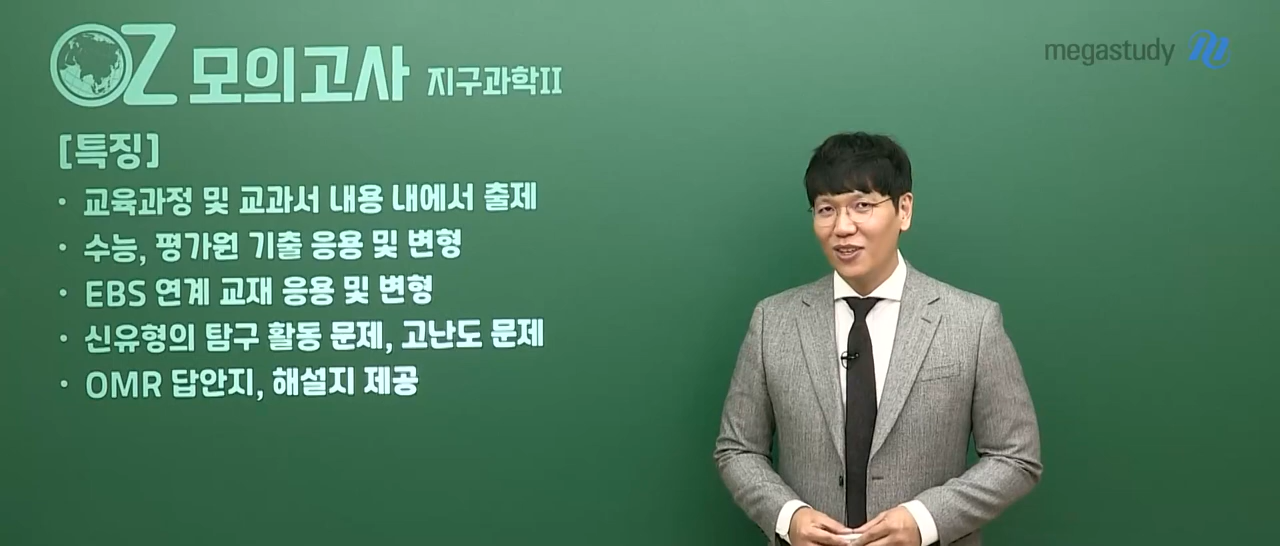 OZ 모의고사 지구과학II
megastudy
[특징]
· 교육과정 및 교과서 내용 내에서 출제
· 수능, 평가원 기출 응용 및 변형
· EBS 연계 교재 응용 및 변형
· 신유형의 탐구 활동 문제, 고난도 문제
· OMR 답안지, 해설지 제공